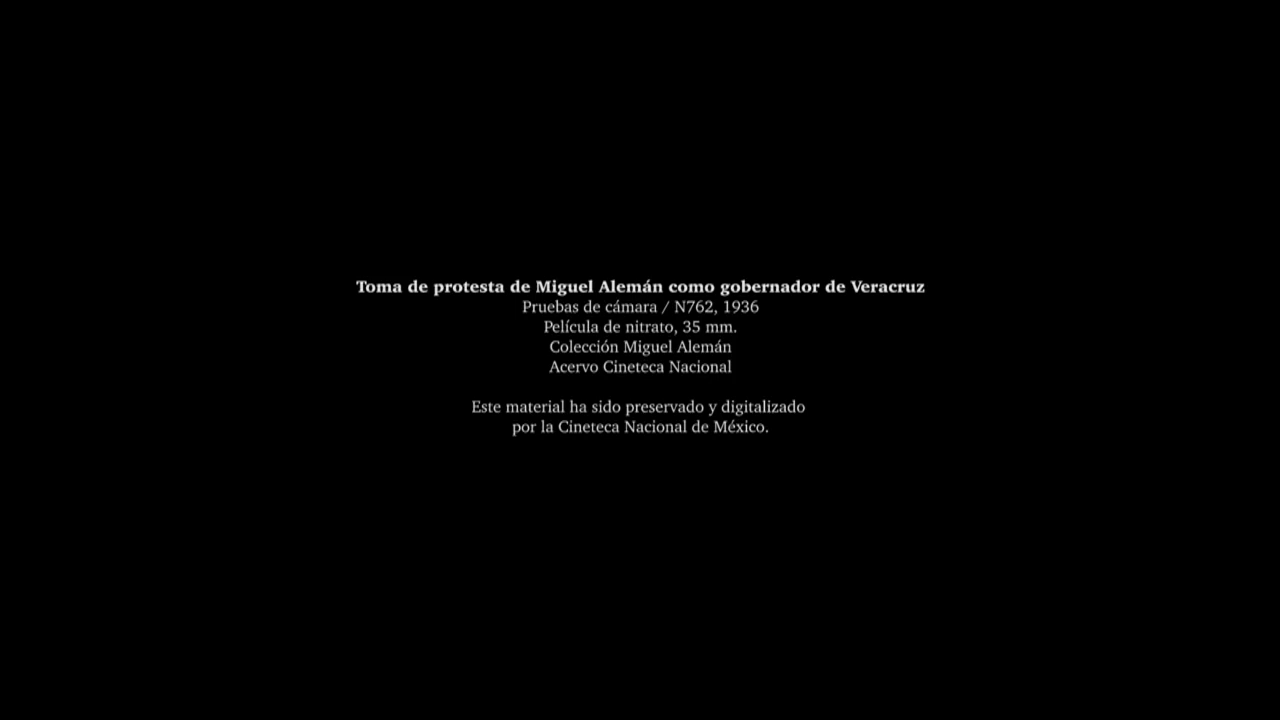 Toma de protesta de Miguel Alemán como gobernador de Veracruz
Pruebas de cámara / N762, 1936
Película de nitrato, 35 mm.
Colección Miguel Alemán
Acervo Cineteca Nacional
Este material ha sido preservado y digitalizado
por la Cineteca Nacional de México.